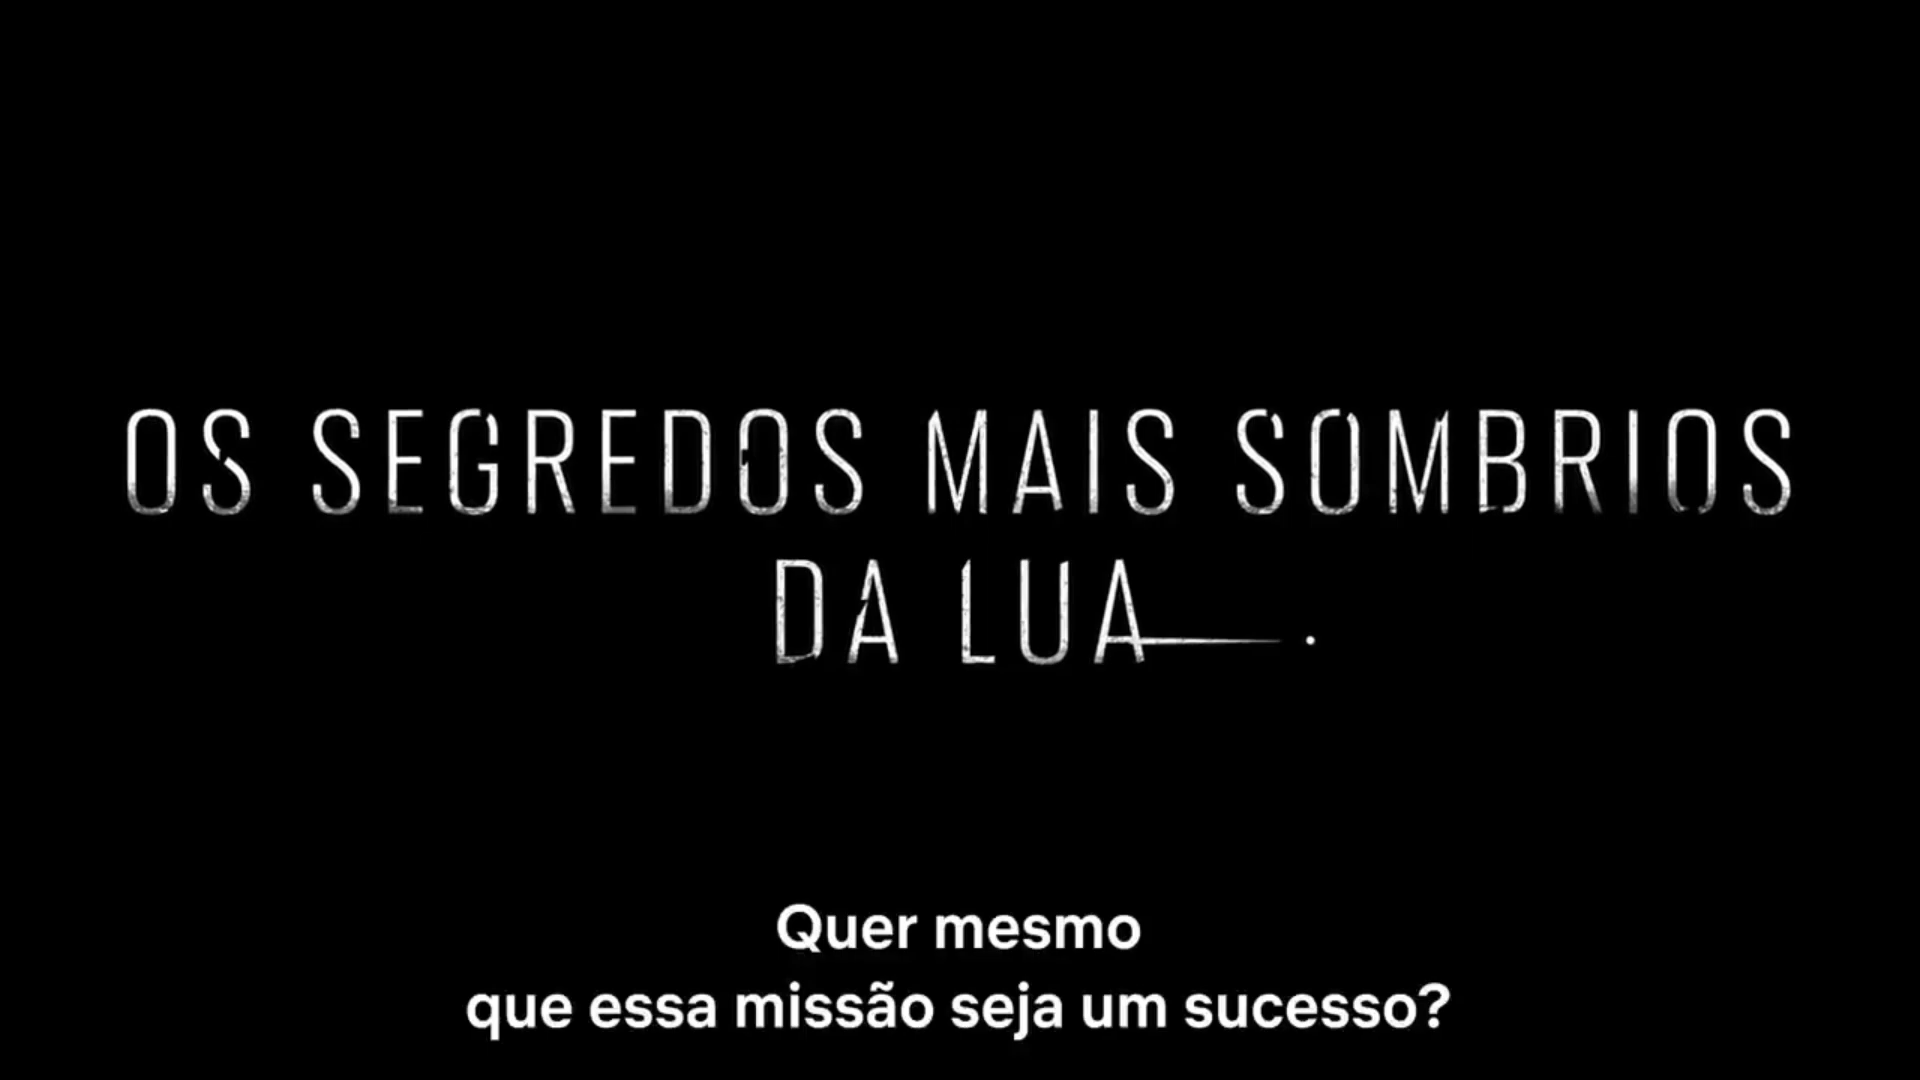 OS SEGREDOS MAIS SOMBRIOS
DA LUA
Quer mesmo
que essa missão seja um sucesso?